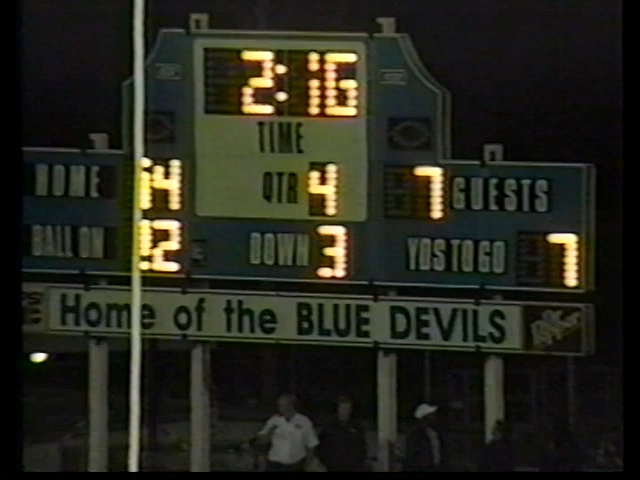 2:16
TIME
HOME 14 QTR 4 7 GUESTS
BALL ON 12 DOWN 3 YDS TO GO 7
Home of the BLUE DEVILS